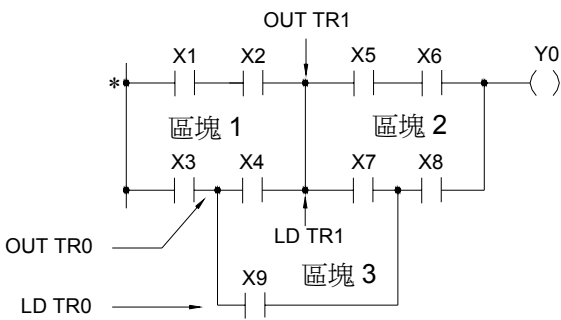 OUT TR1
X1 X2 X5 X6 Y0
*
區塊 1 區塊 2
X3 X4 X7 X8
OUT TR0 LD TR1
X9 區塊 3
LD TR0